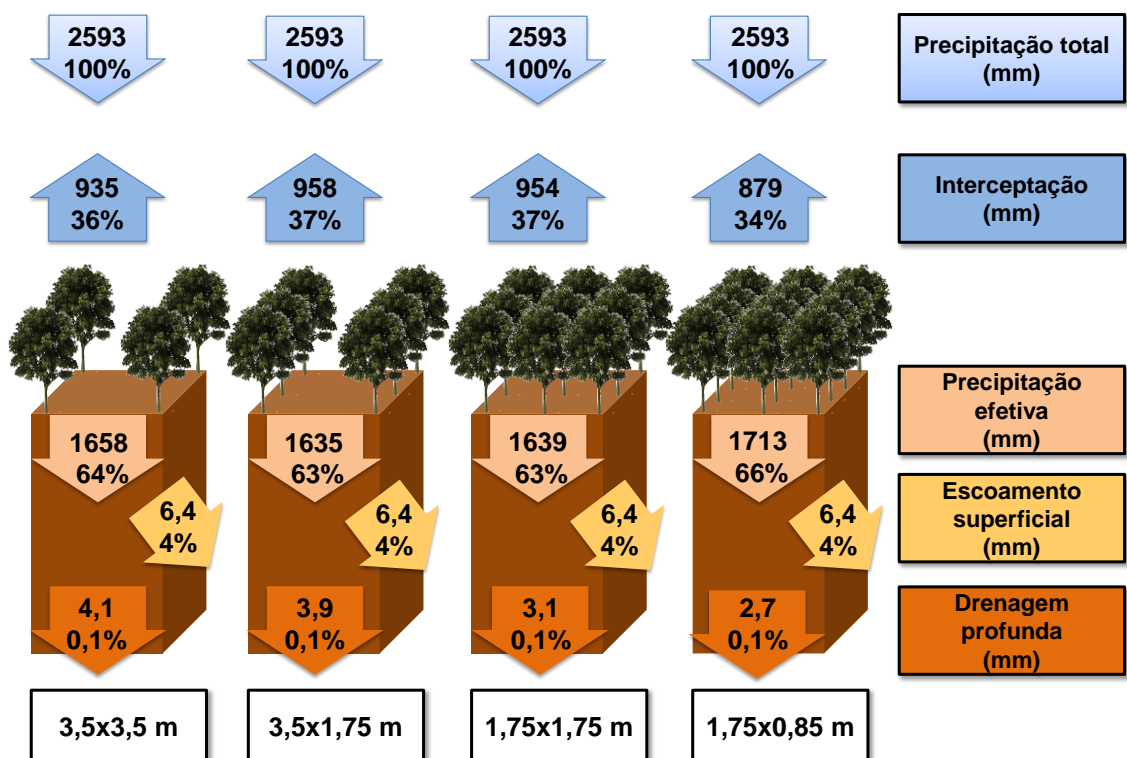 2593
100%
2593
100%
2593
100%
2593
100%
Precipitação total
(mm)
935
36%
958
37%
954
37%
879
34%
Interceptação
(mm)
1658
64%
1635
63%
1639
63%
1713
66%
Precipitação
efetiva
(mm)
6,4
4%
6,4
4%
6,4
4%
6,4
4%
Escoamento
superficial
(mm)
4,1
0,1%
3,9
0,1%
3,1
0,1%
2,7
0,1%
Drenagem
profunda
(mm)
3,5x3,5 m
3,5x1,75 m
1,75x1,75 m
1,75x0,85 m